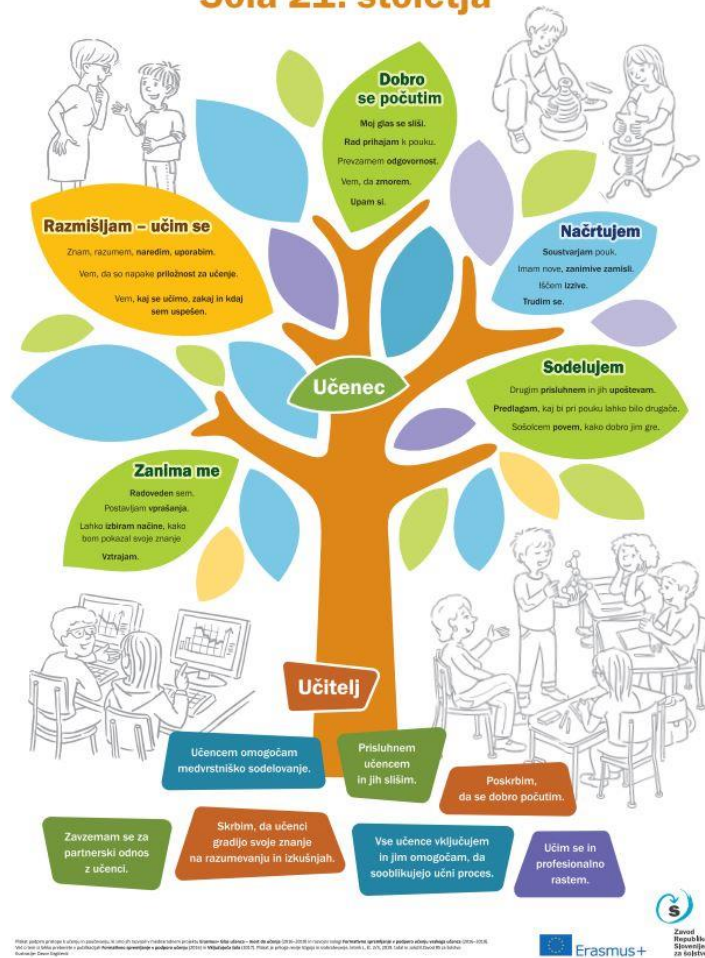 Šola 21. stoletja
Dobro
se počutim
Moj glas se sliši.
Rad prihajam k pouku.
Prevzamem odgovornost.
Vem, da zmorem.
Upam si.
Razmišljam – učim se
Znam, razumem, naredim, uporabim.
Vem, da so napake priložnost za učenje.
Vem, kaj se učimo, zakaj in kdaj
sem uspešen.
Načrtujem
Soustvarjam pouk.
Imam nove, zanimive zamisli.
Iščem izzive.
Trudim se.
Učenec
Sodelujem
Drugim prisluhnem in jih upoštevam.
Predlagam, kaj bi pri pouku lahko bilo drugače.
Sošolcem povem, kako dobro jim gre.
Zanima me
Radoveden sem.
Postavljam vprašanja.
Lahko izbiram načine, kako
bom pokazal svoje znanje
Vztrajam.
Učitelj
Učencem omogočam
medvrstniško sodelovanje.
Prisluhnem
učencem
in jih slišim.
Poskrbim,
da se dobro počutim.
Zavzemam se za
partnerski odnos
z učenci.
Skrbim, da učenci
gradijo svoje znanje
na razumevanju in izkušnjah.
Vse učence vključujem
in jim omogočam, da
sooblikujejo učni proces.
Učim se in
profesionalno
rastem.
Erasmus+
Š
Zavod
Republike
Slovenije
za šolstvo